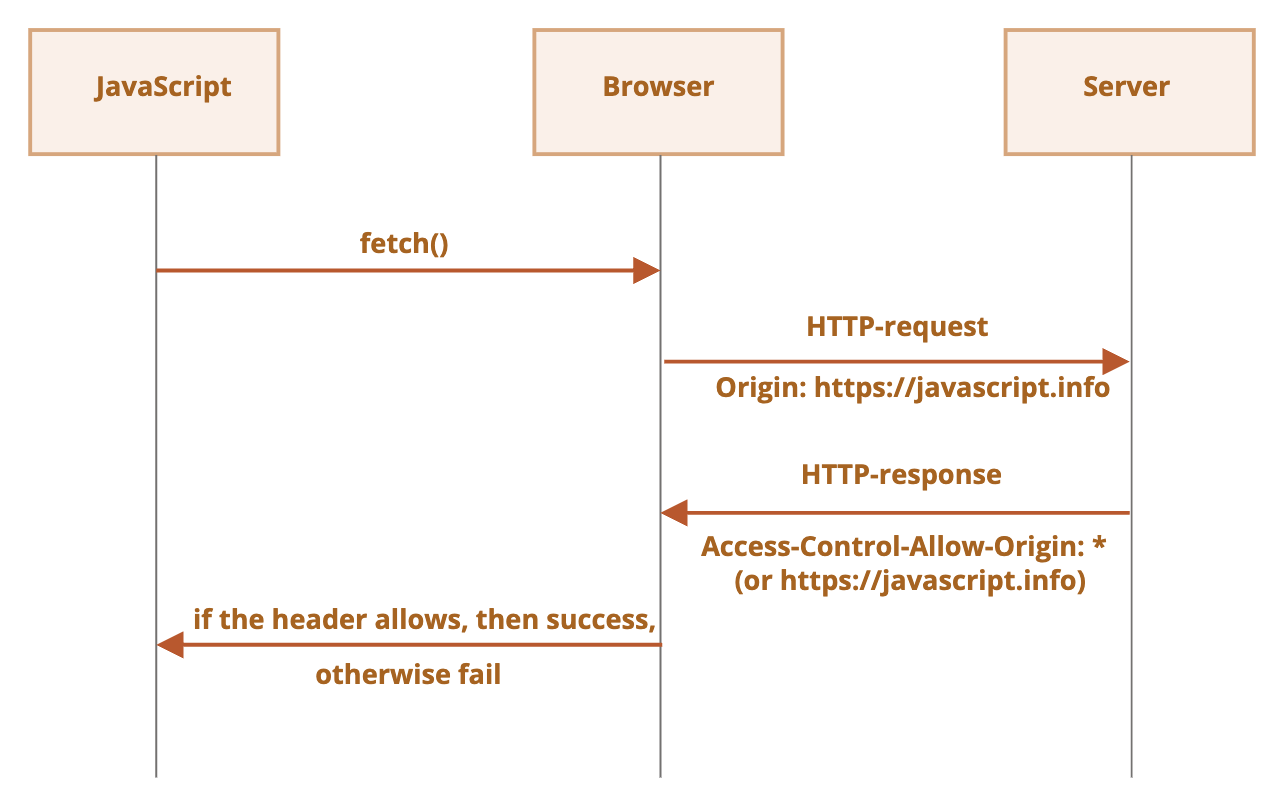 JavaScript
Browser
Server
fetch()
HTTP-request
Origin: https://javascript.info
HTTP-response
Access-Control-Allow-Origin: *
(or https://javascript.info)
if the header allows, then success,
otherwise fail